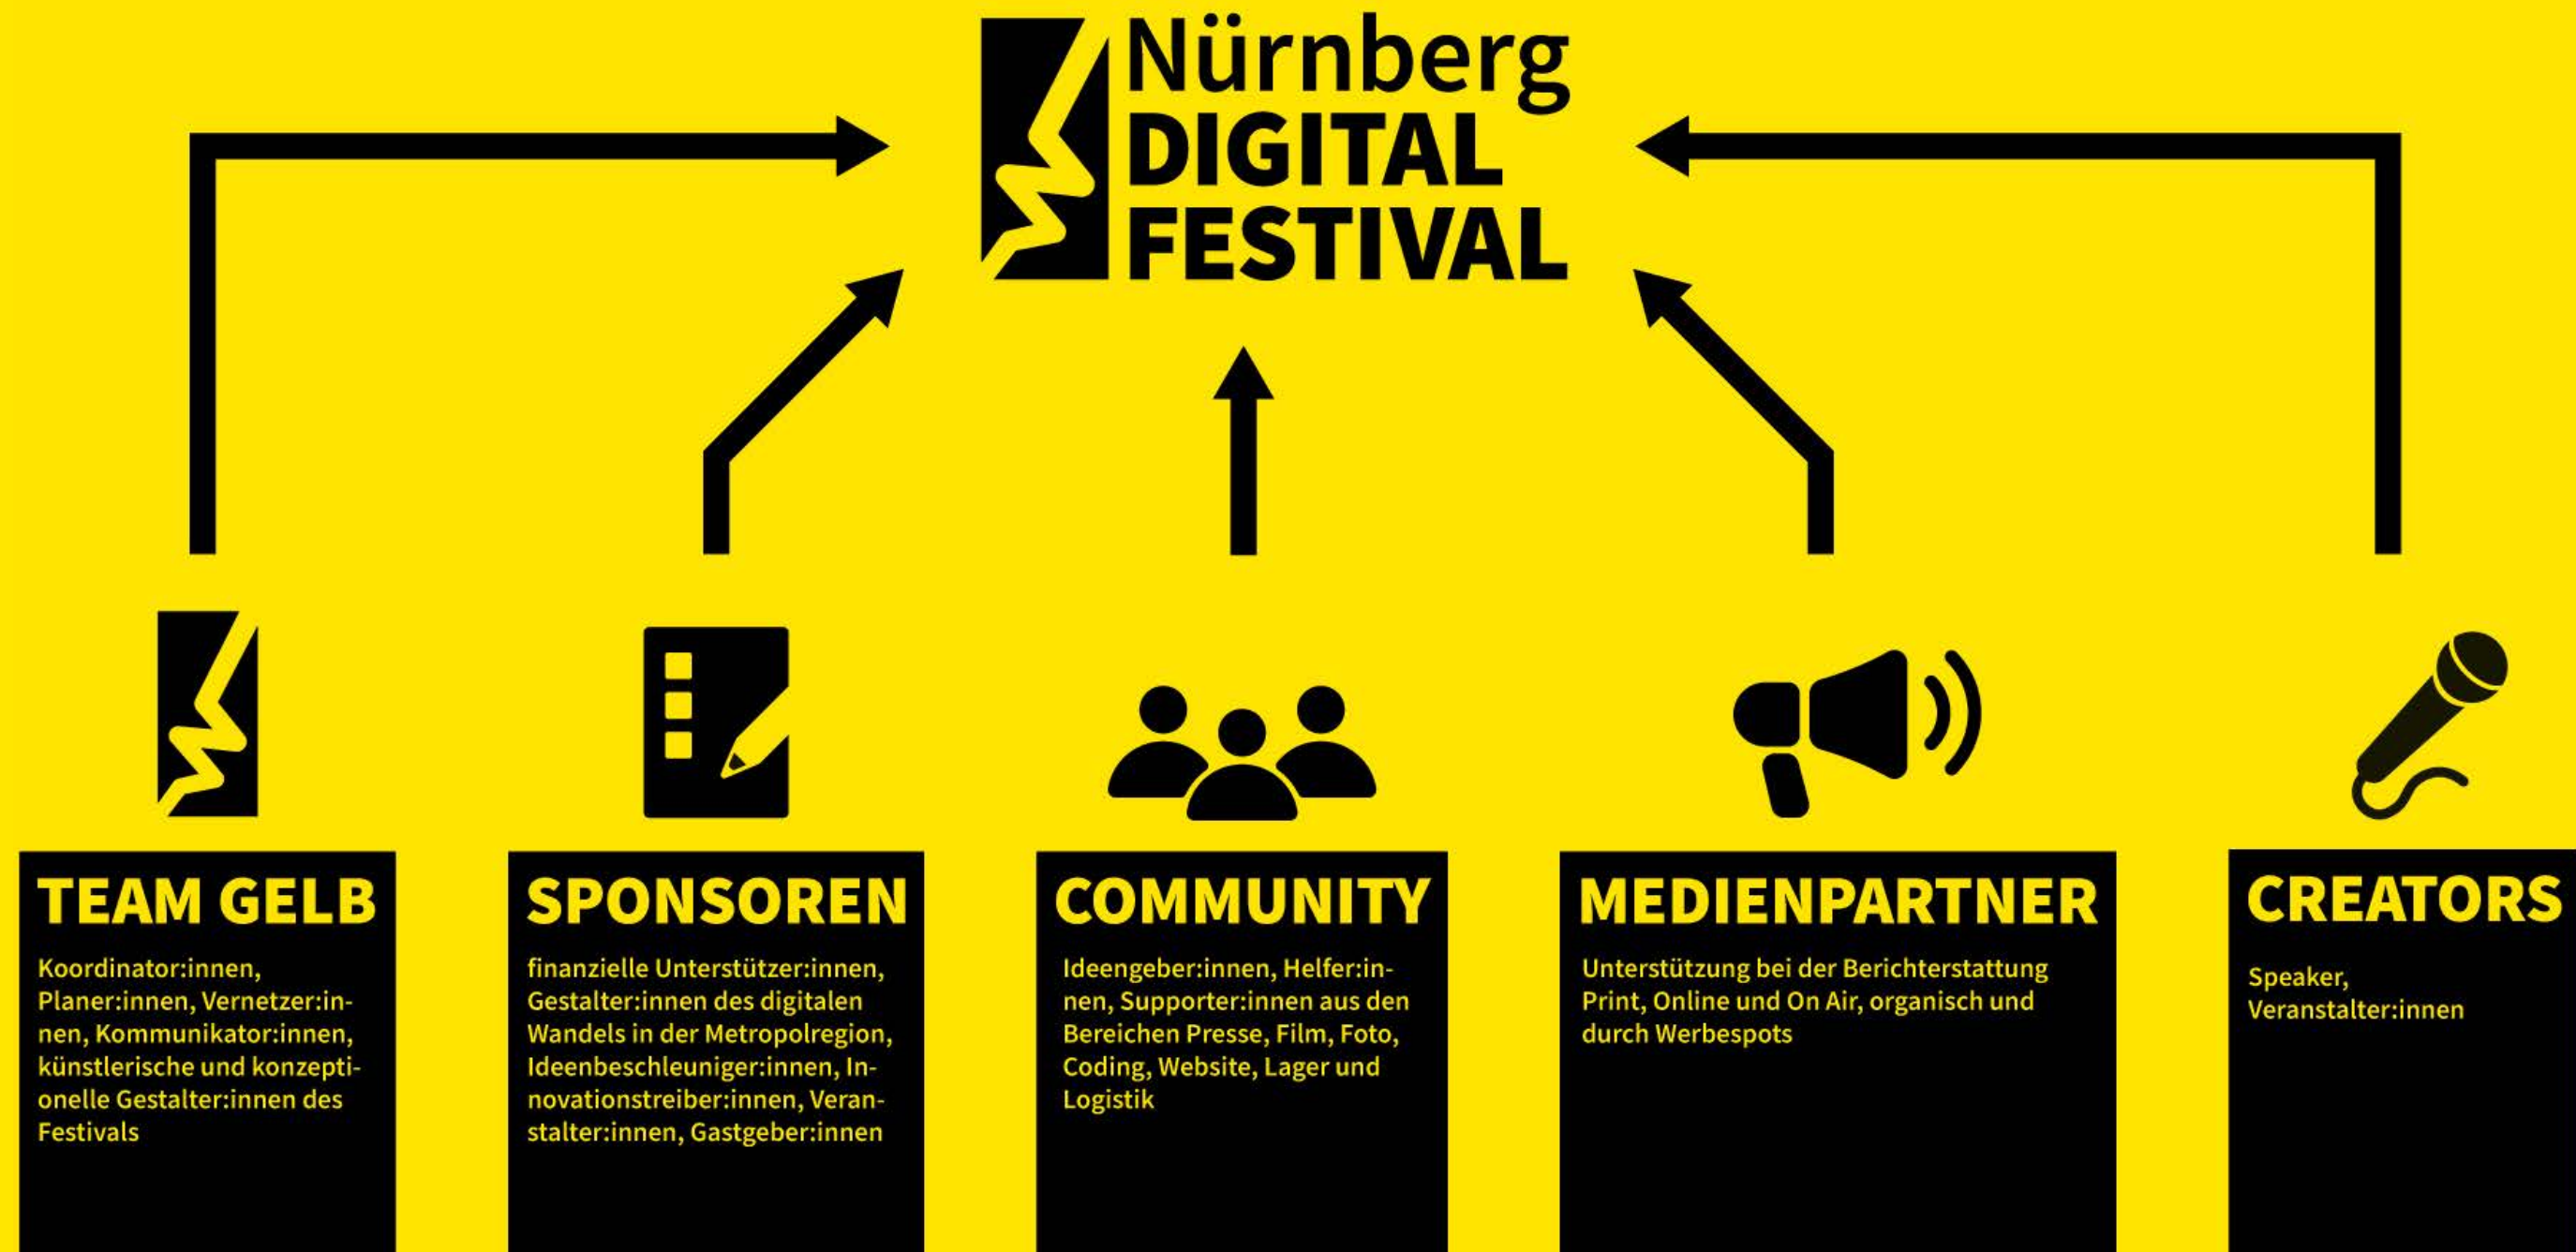 Nürnberg
DIGITAL
FESTIVAL
TEAM GELB
Koordinator:innen,
Planer:innen, Vernetzer:in-
nen, Kommunikator:innen,
künstlerische und konzepti-
onelle Gestalter:innen des
Festivals
SPONSOREN
finanzielle Unterstützer:innen,
Gestalter:innen des digitalen
Wandels in der Metropolregion,
Ideenbeschleuniger:innen, In-
novationstreiber:innen, Veran-
stalter:innen, Gastgeber:innen
COMMUNITY
Ideengeber:innen, Helfer:in-
nen, Supporter:innen aus den
Bereichen Presse, Film, Foto,
Coding, Website, Lager und
Logistik
MEDIENPARTNER
Unterstützung bei der Berichterstattung
Print, Online und On Air, organisch und
durch Werbespots
CREATORS
Speaker,
Veranstalter:innen